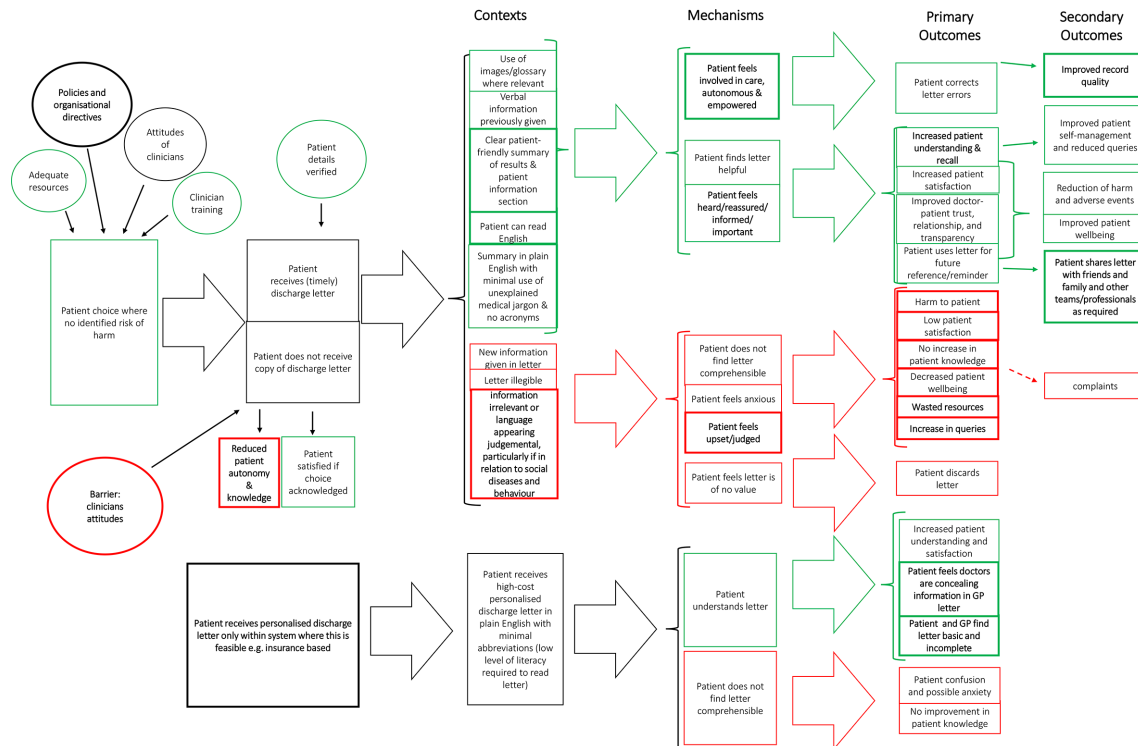 Contexts
Mechanisms
Primary
Outcomes
Secondary
Outcomes
Policies and
organisational
directives
Attitudes
of
clinicians
Adequate
resources
Clinician
training
Patient
details
verified
Patient choice where
no identified risk of
harm
Patient
receives (timely)
discharge letter
Patient does not receive
copy of discharge letter
Barrier:
clinicians
attitudes
Reduced
patient
autonomy
&
knowledge
Patient
satisfied if
choice
acknowledged
Use of
images/glossary
where relevant
Verbal
information
previously given
Clear patient-
friendly summary
of results &
patient
information
section
Patient can read
English
Summary in plain
English with
minimal use of
unexplained
medical jargon
& no acronyms
New information
given in letter
Letter illegible
information
irrelevant or
language
appearing
judgemental,
particularly if in
relation to social
diseases and
behaviour
Patient feels
involved in care,
autonomous &
empowered
Patient finds letter
helpful
Patient feels
heard/reassured/
informed/
important
Patient does not
find letter
comprehensible
Patient feels anxious
Patient feels
upset/judged
Patient feels letter is
of no value
Patient corrects
letter errors
Increased patient
understanding &
recall
Increased patient
satisfaction
Improved doctor-
patient trust,
relationship, and
transparency
Patient uses letter for
future
reference/reminder
Harm to patient
Low patient
satisfaction
No increase in
patient knowledge
Decreased patient
wellbeing
Wasted resources
Increase in queries
Patient discards
letter
Improved record
quality
Improved patient
self-management
and reduced queries
Reduction of harm
and adverse events
Improved patient
wellbeing
Patient shares letter
with friends and
family and other
teams/professionals
as required
complaints
Patient receives personalised discharge
letter only within system where this is
feasible e.g. insurance based
Patient receives
high-cost
personalised
discharge letter in
plain English with
minimal
abbreviations (low
level of literacy
required to read
letter)
Patient
understands letter
Patient does not
find letter
comprehensible
Increased patient
understanding and
satisfaction
Patient feels doctors
are concealing
information in GP
letter
Patient and GP find
letter basic and
incomplete
Patient confusion
and possible anxiety
No improvement in
patient knowledge